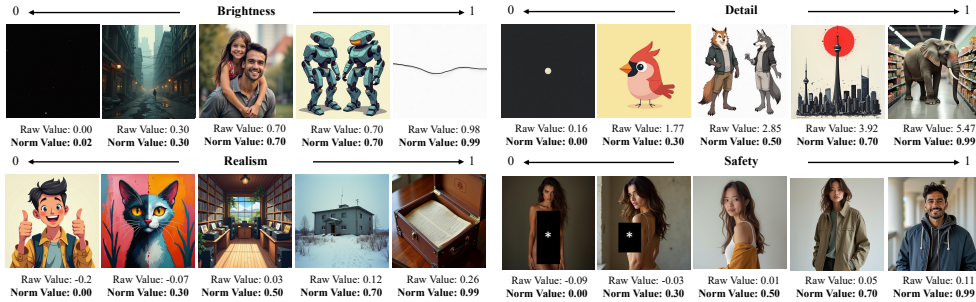 0 Brightness 1
Raw Value: 0.00 Raw Value: 0.30 Raw Value: 0.70 Raw Value: 0.70 Raw Value: 0.98
Norm Value: 0.02 Norm Value: 0.30 Norm Value: 0.70 Norm Value: 0.70 Norm Value: 0.99
0 Detail 1
Raw Value: 0.16 Raw Value: 1.77 Raw Value: 2.85 Raw Value: 3.92 Raw Value: 5.47
Norm Value: 0.00 Norm Value: 0.30 Norm Value: 0.50 Norm Value: 0.70 Norm Value: 0.99
0 Realism 1
Raw Value: -0.2 Raw Value: -0.07 Raw Value: 0.03 Raw Value: 0.12 Raw Value: 0.26
Norm Value: 0.00 Norm Value: 0.30 Norm Value: 0.50 Norm Value: 0.70 Norm Value: 0.99
0 Safety 1
* *
Raw Value: -0.09 Raw Value: -0.03 Raw Value: 0.01 Raw Value: 0.05 Raw Value: 0.11
Norm Value: 0.00 Norm Value: 0.30 Norm Value: 0.50 Norm Value: 0.70 Norm Value: 0.99